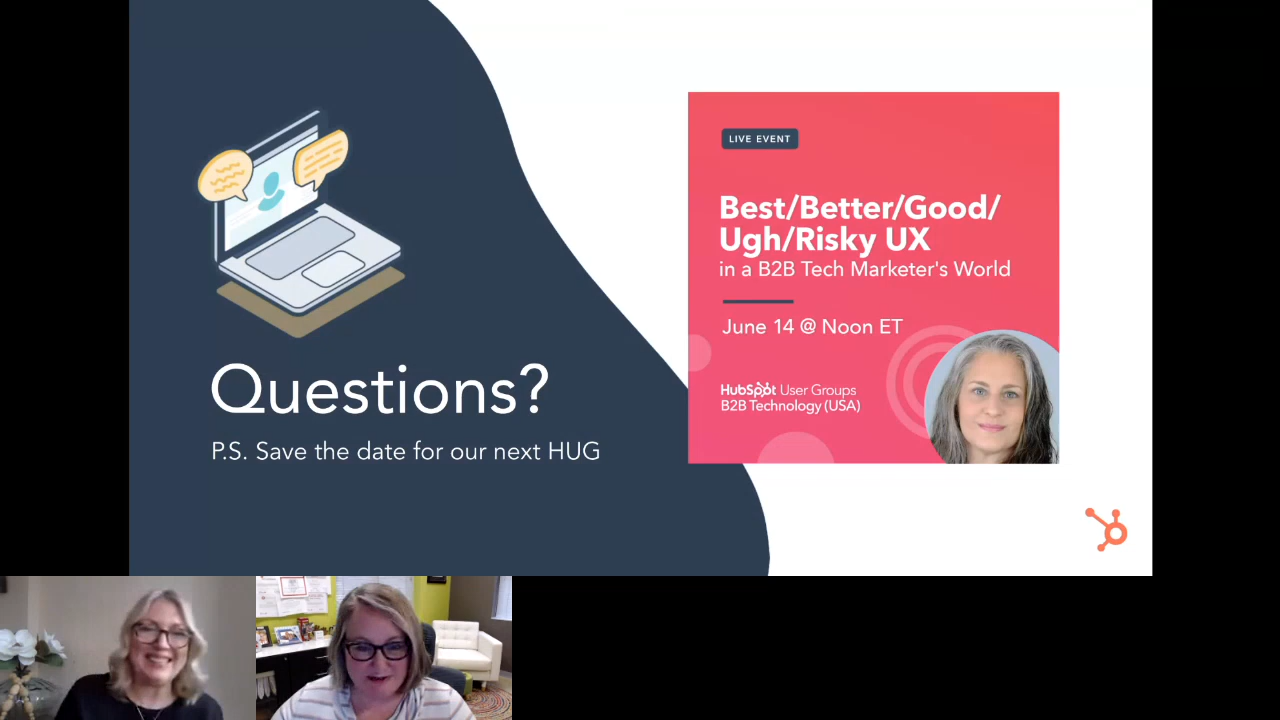 Questions?
P.S. Save the date for our next HUG
LIVE EVENT
Best/Better/Good/
Ugh/Risky UX
in a B2B Tech Marketer's World
June 14 @ Noon ET
HubSpot User Groups
B2B Technology (USA)